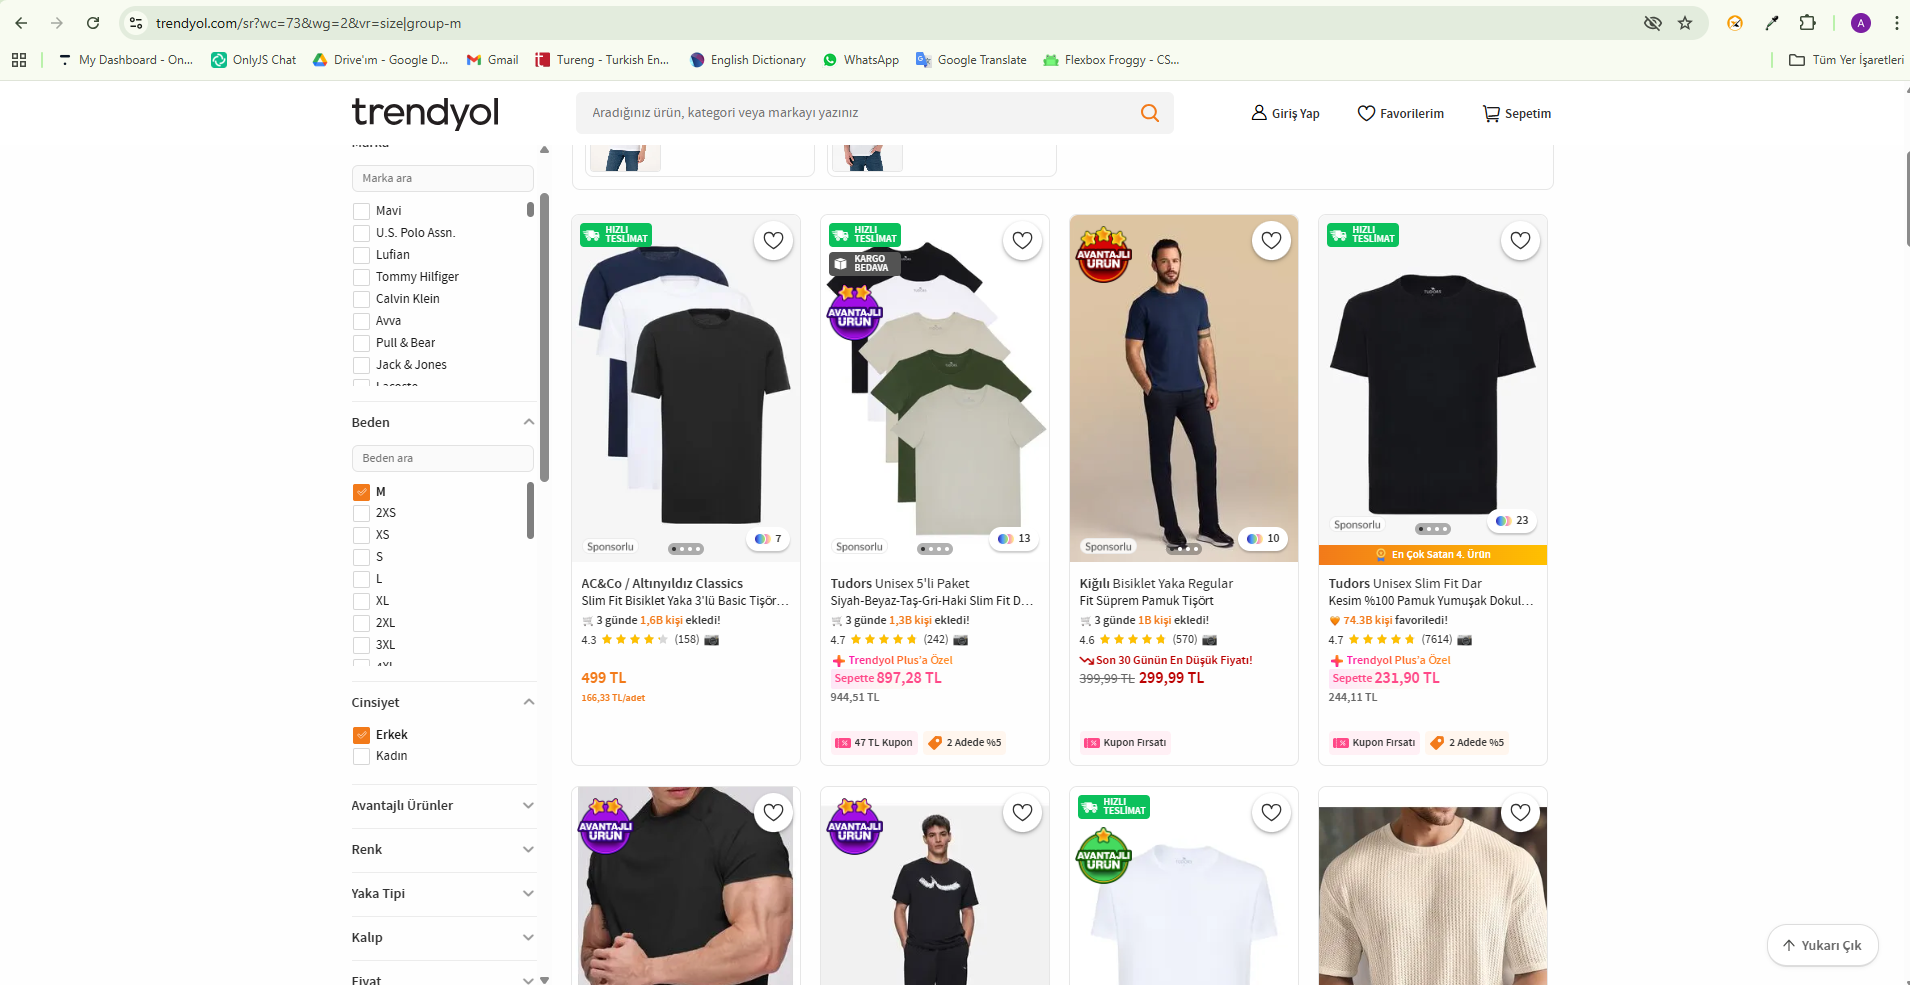 trendyol.com/sr?wc=73&wg=2&vr=size|group-m
A
My Dashboard - On...
OnlyJS Chat
Drive'ım - Google D...
Gmail
Tureng - Turkish En...
English Dictionary
WhatsApp
Google Translate
Flexbox Froggy - CS...
Tüm Yer İşaretleri
trendyol
Aradığınız ürün, kategori veya markayı yazınız
Giriş Yap
Favorilerim
Sepetim
Marka
Marka ara
Mavi
U.S. Polo Assn.
Lufian
Tommy Hilfiger
Calvin Klein
Avva
Pull & Bear
Jack & Jones
Lacoste
Beden
Beden ara
M
2XS
XS
S
L
XL
2XL
3XL
4XL
Cinsiyet
Erkek
Kadın
Avantajlı Ürünler
Renk
Yaka Tipi
Kalıp
Fiyat
HIZLI
TESLİMAT
Sponsorlu
7
AC&Co / Altınyıldız Classics
Slim Fit Bisiklet Yaka 3'lü Basic Tişör...
3 günde 1,6B kişi ekledi!
4.3 (158)
499 TL
166,33 TL/adet
HIZLI
TESLİMAT
KARGO
BEDAVA
AVANTAJLI
ÜRÜN
Sponsorlu
13
Tudors Unisex 5'li Paket
Siyah-Beyaz-Taş-Gri-Haki Slim Fit D...
3 günde 1,3B kişi ekledi!
4.7 (242)
Trendyol Plus'a Özel
Sepette 897,28 TL
944,51 TL
47 TL Kupon
2 Adede %5
AVANTAJLI
ÜRÜN
Sponsorlu
10
Kiğılı Bisiklet Yaka Regular
Fit Süprem Pamuk Tişört
3 günde 1B kişi ekledi!
4.6 (570)
Son 30 Günün En Düşük Fiyatı!
399,99 TL 299,99 TL
Kupon Fırsatı
HIZLI
TESLİMAT
TUDORS
Sponsorlu
23
En Çok Satan 4. Ürün
Tudors Unisex Slim Fit Dar
Kesim %100 Pamuk Yumuşak Dokul...
74.3B kişi favoriledi!
4.7 (7614)
Trendyol Plus'a Özel
Sepette 231,90 TL
244,11 TL
Kupon Fırsatı
2 Adede %5
AVANTAJLI
ÜRÜN
AVANTAJLI
ÜRÜN
HIZLI
TESLİMAT
AVANTAJLI
ÜRÜN
Yukarı Çık